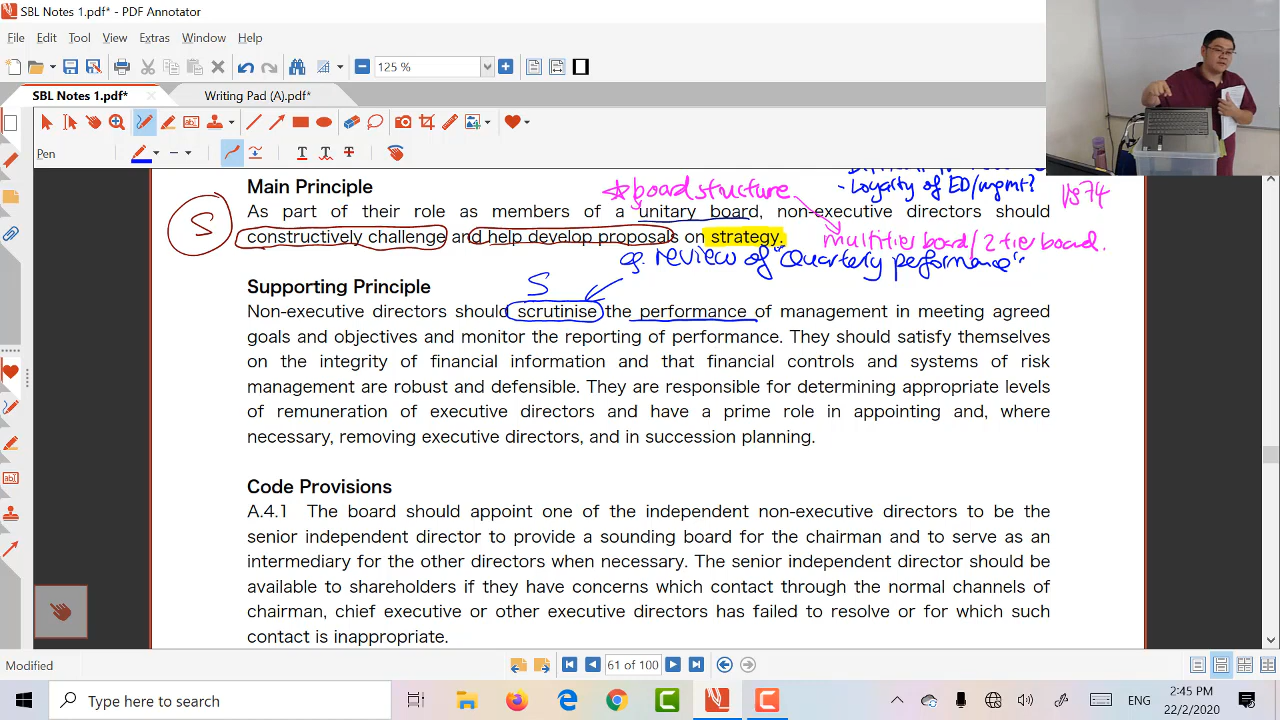 SBL Notes 1.pdf* - PDF Annotator
File Edit Tool View Extras Window Help
125 %
SBL Notes 1.pdf*
Writing Pad (A).pdf*
Pen
Loyalty of ED/mgmt?
Main Principle
☆board structure
Pg 74
As part of their role as members of a unitary board, non-executive directors should
S
constructively challenge and help develop proposals on strategy.
multitier board/2 tier board.
eg. review of "Quartery performance"
S
Supporting Principle
Non-executive directors should scrutinise the performance of management in meeting agreed
goals and objectives and monitor the reporting of performance. They should satisfy themselves
on the integrity of financial information and that financial controls and systems of risk
management are robust and defensible. They are responsible for determining appropriate levels
of remuneration of executive directors and have a prime role in appointing and, where
necessary, removing executive directors, and in succession planning.
Code Provisions
A.4.1 The board should appoint one of the independent non-executive directors to be the
senior independent director to provide a sounding board for the chairman and to serve as an
intermediary for the other directors when necessary. The senior independent director should be
available to shareholders if they have concerns which contact through the normal channels of
chairman, chief executive or other executive directors has failed to resolve or for which such
contact is inappropriate.
Modified
61 of 100
Type here to search
ENG
2:45 PM
22/2/2020